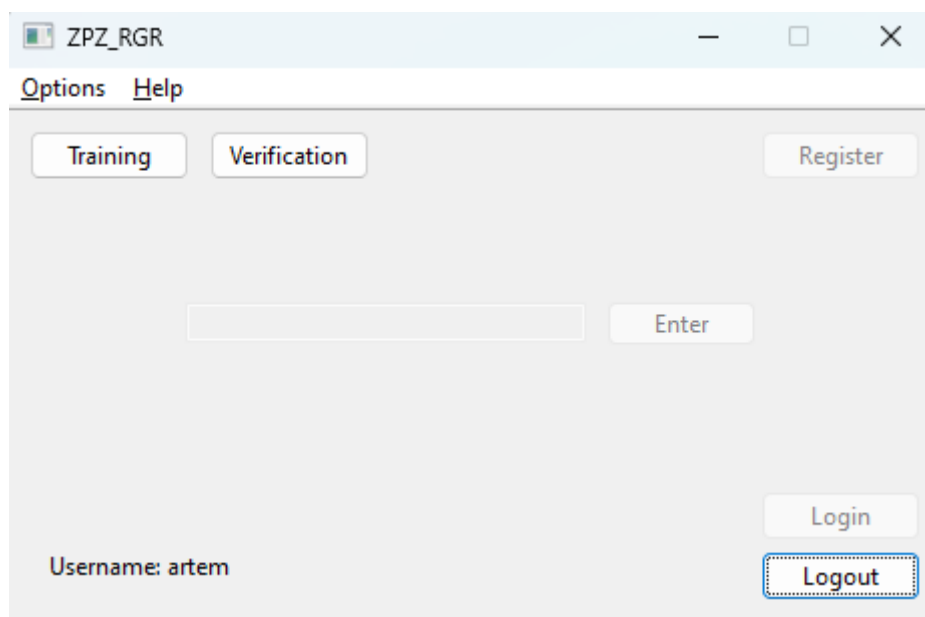 ZPZ_RGR
Options Help
Training Verification Register
Enter
Login
Username: artem
Logout